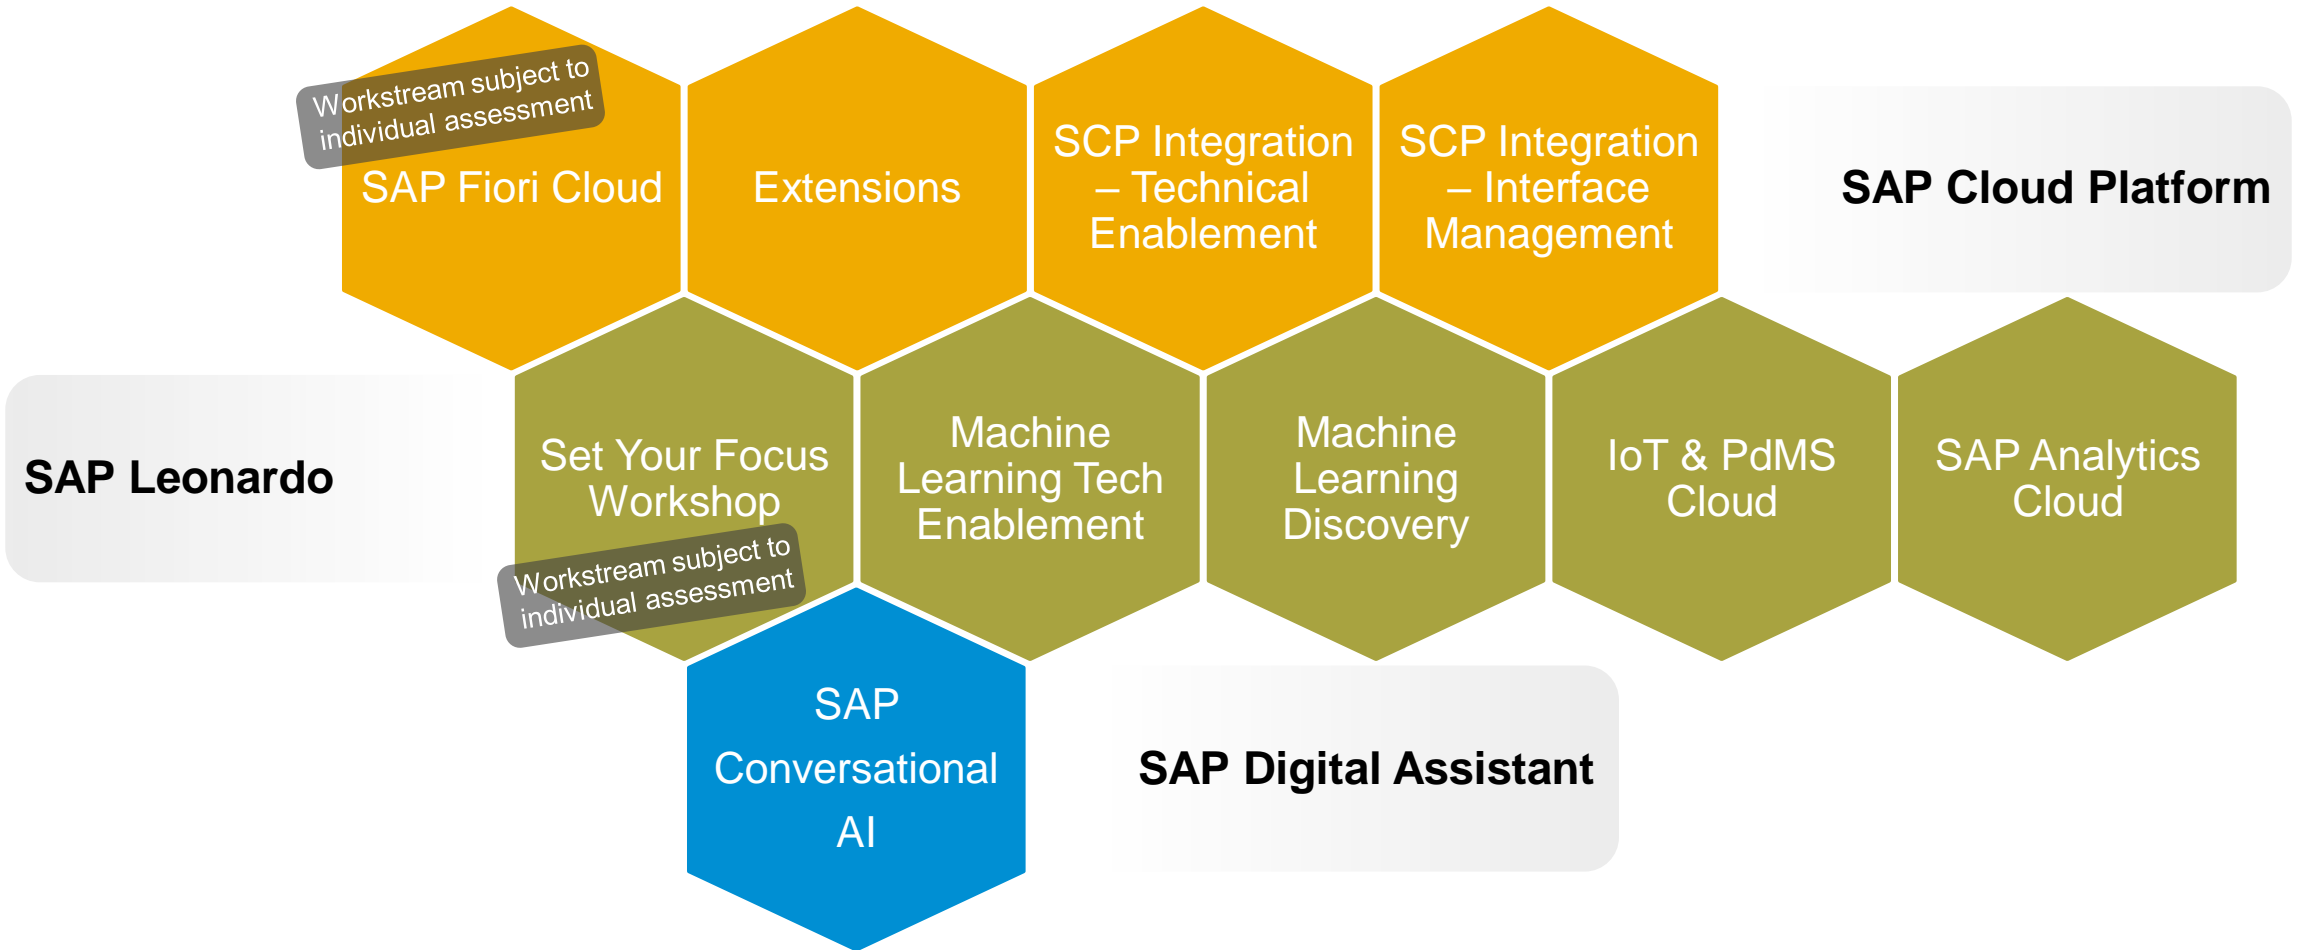 Workstream subject to
individual assessment
SAP Fiori Cloud
Extensions
SCP Integration
– Technical
Enablement
SCP Integration
– Interface
Management
SAP Cloud Platform
SAP Leonardo
Set Your Focus
Workshop
Workstream subject to
individual assessment
Machine
Learning Tech
Enablement
Machine
Learning
Discovery
IoT & PdMS
Cloud
SAP Analytics
Cloud
SAP
Conversational
AI
SAP Digital Assistant